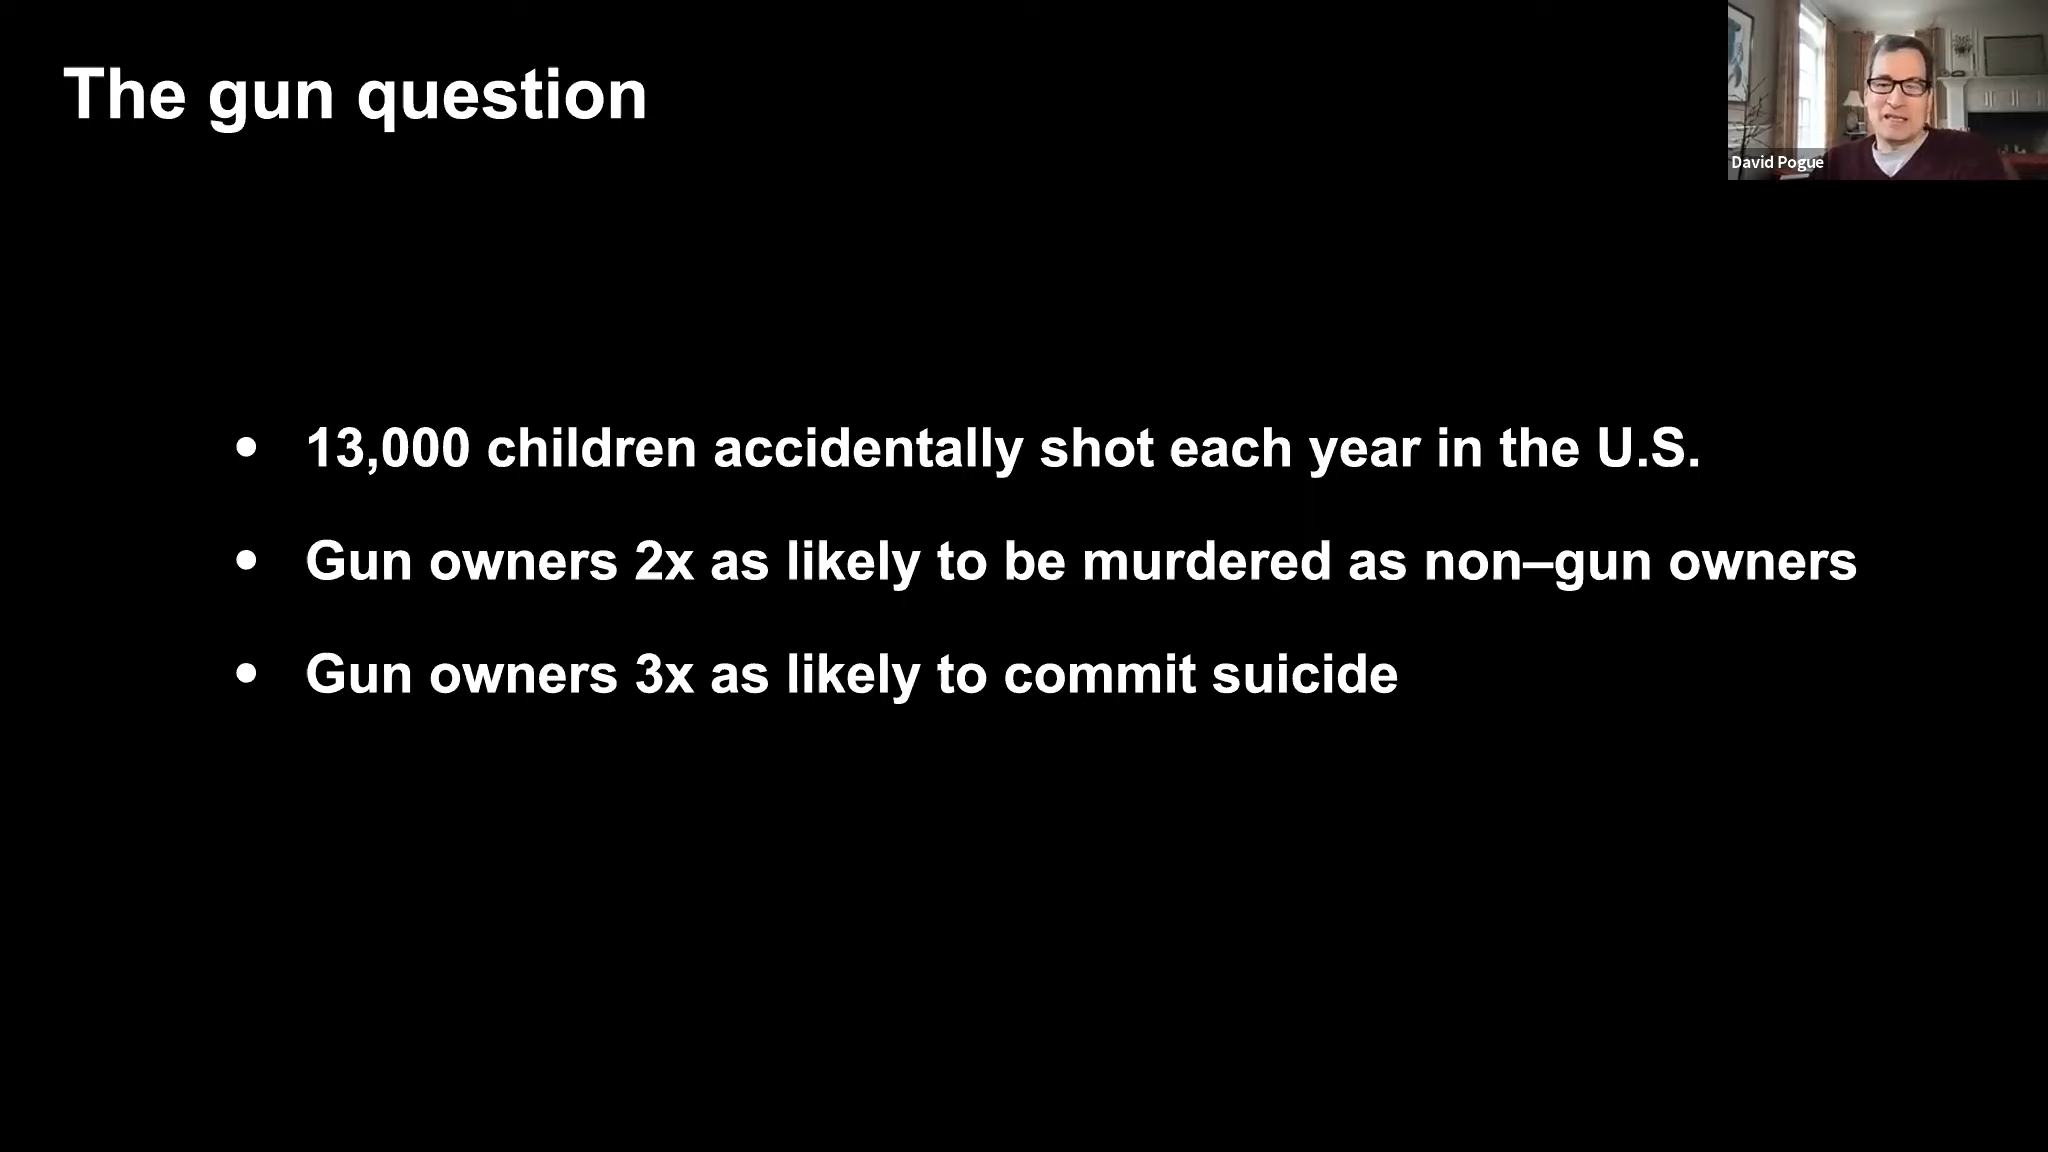 The gun question
David Pogue
• 13,000 children accidentally shot each year in the U.S.
• Gun owners 2x as likely to be murdered as non–gun owners
• Gun owners 3x as likely to commit suicide